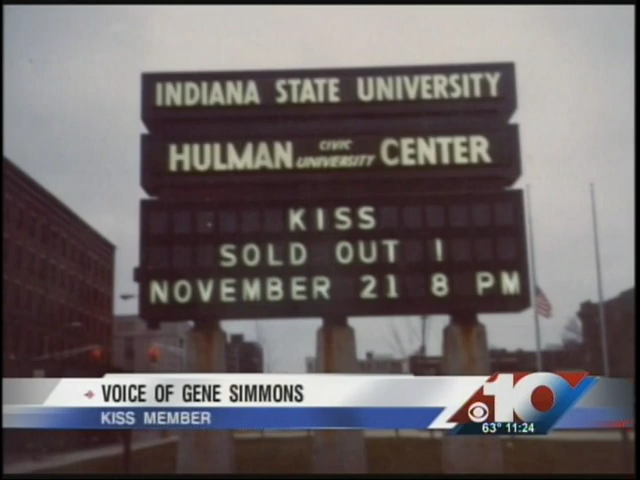 INDIANA STATE UNIVERSITY
HULMAN CIVIC UNIVERSITY CENTER
KISS
SOLD OUT !
NOVEMBER 21 8 PM
VOICE OF GENE SIMMONS
KISS MEMBER
10
63° 11:24